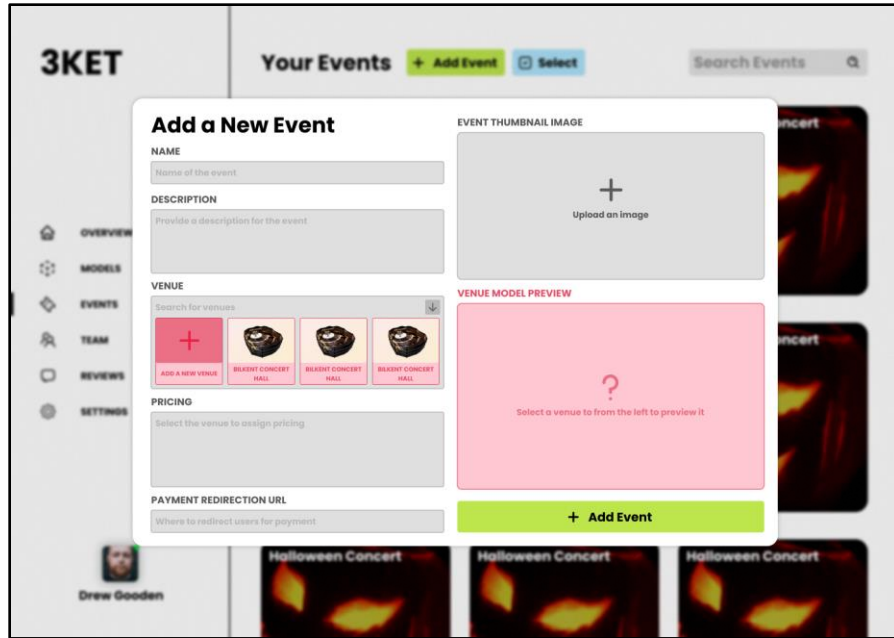 3KET
Your Events
+ Add Event
Select
Search Events
OVERVIEW
MODELS
EVENTS
TEAM
REVIEWS
SETTINGS
Drew Gooden
Add a New Event
NAME
Name of the event
DESCRIPTION
Provide a description for the event
VENUE
Search for venues
ADD A NEW VENUE
BILKENT CONCERT
HALL
BILKENT CONCERT
HALL
BILKENT CONCERT
HALL
PRICING
Select the venue to assign pricing
PAYMENT REDIRECTION URL
Where to redirect users for payment
EVENT THUMBNAIL IMAGE
+
Upload an image
VENUE MODEL PREVIEW
?
Select a venue to from the left to preview it
+ Add Event
oncert
oncert
Halloween Concert
Halloween Concert
Halloween Concert